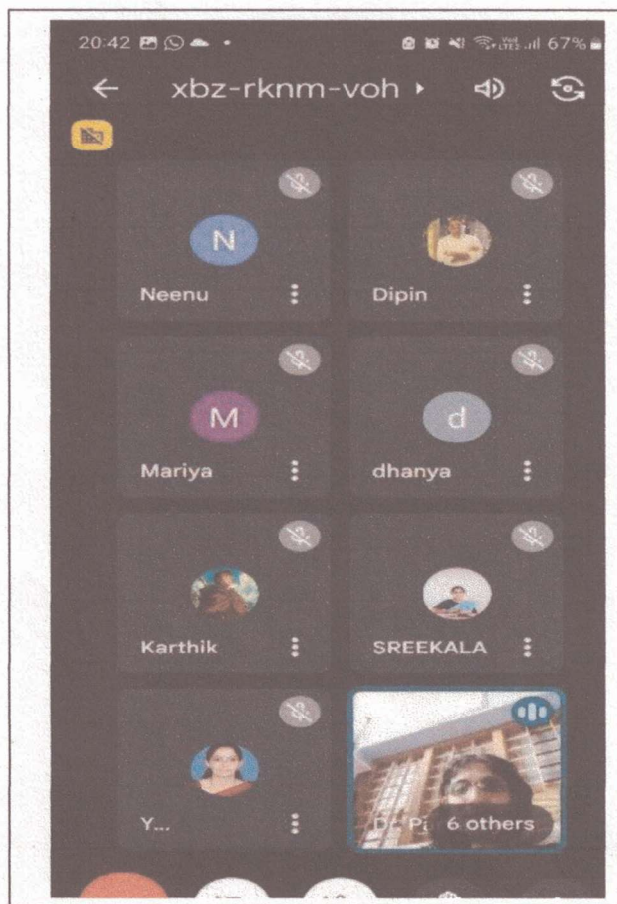 20:42 67%
xbz-rknm-voh
N
Neenu
Dipin
M
Mariya
d
dhanya
Karthik
SREEKALA
Y...
6 others